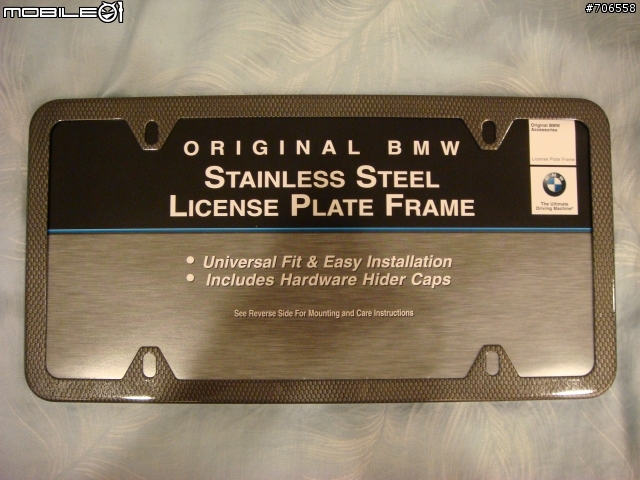 MOBILE01
#706558
ORIGINAL BMW
STAINLESS STEEL
LICENSE PLATE FRAME
Original BMW
Accessories
License Plate Frame
BMW
The Ultimate
Driving Machine®
• Universal Fit & Easy Installation
• Includes Hardware Hider Caps
See Reverse Side For Mounting and Care Instructions